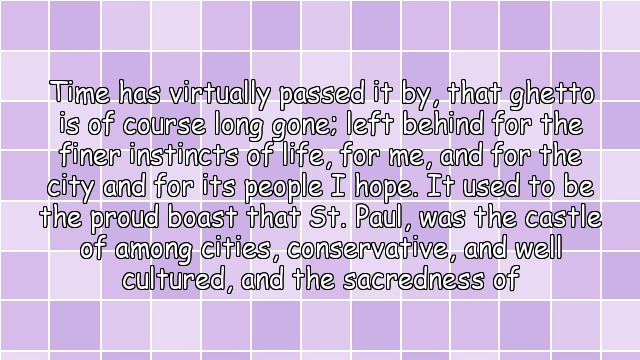 Time has virtually passed it by, that ghetto
is of course long gone; left behind for the
finer instincts of life, for me, and for the
city and for its people I hope. It used to be
the proud boast that St. Paul, was the castle
of among cities, conservative, and well
cultured, and the sacredness of